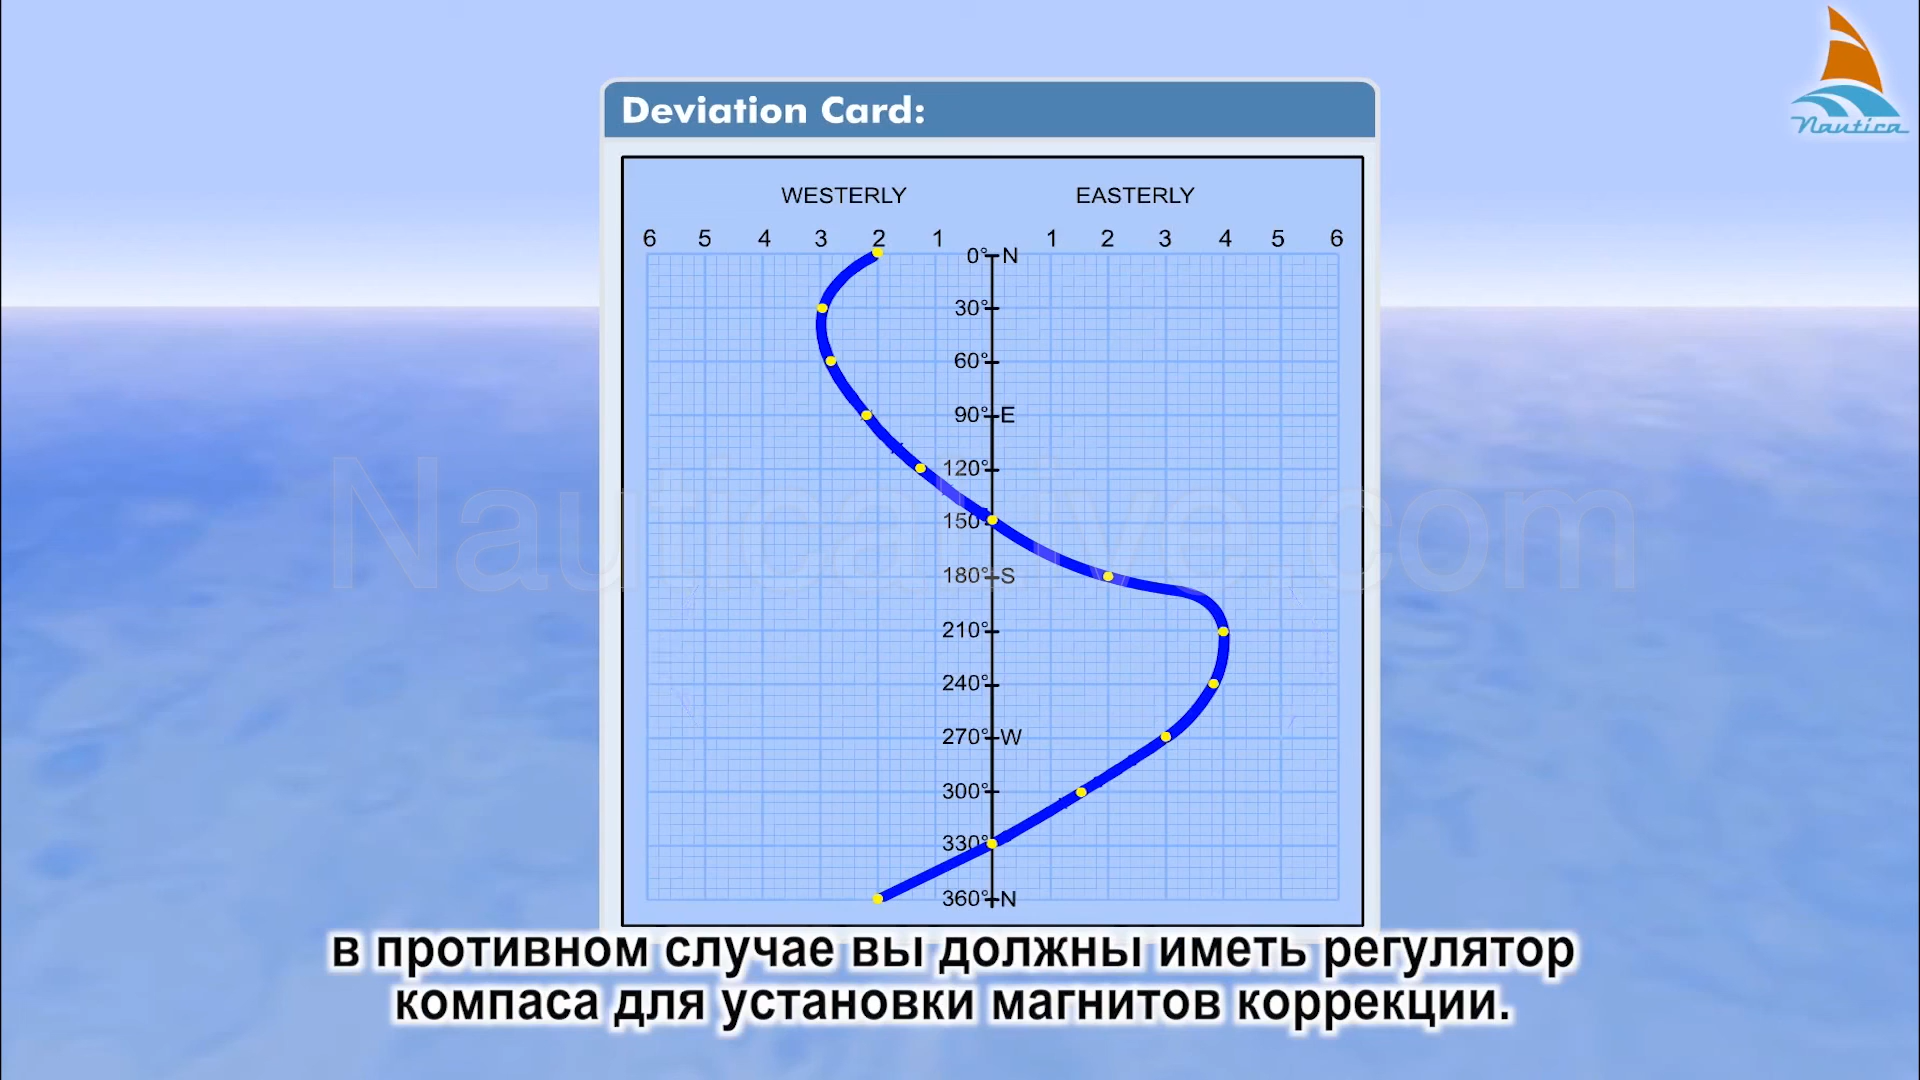 Nautica
Deviation Card:
WESTERLY EASTERLY
6 5 4 3 2 1 1 2 3 4 5 6
0° N
30°
60°
90° E
120°
150°
180° S
210°
240°
270° W
300°
330°
360° N
в противном случае вы должны иметь регулятор
компаса для установки магнитов коррекции.